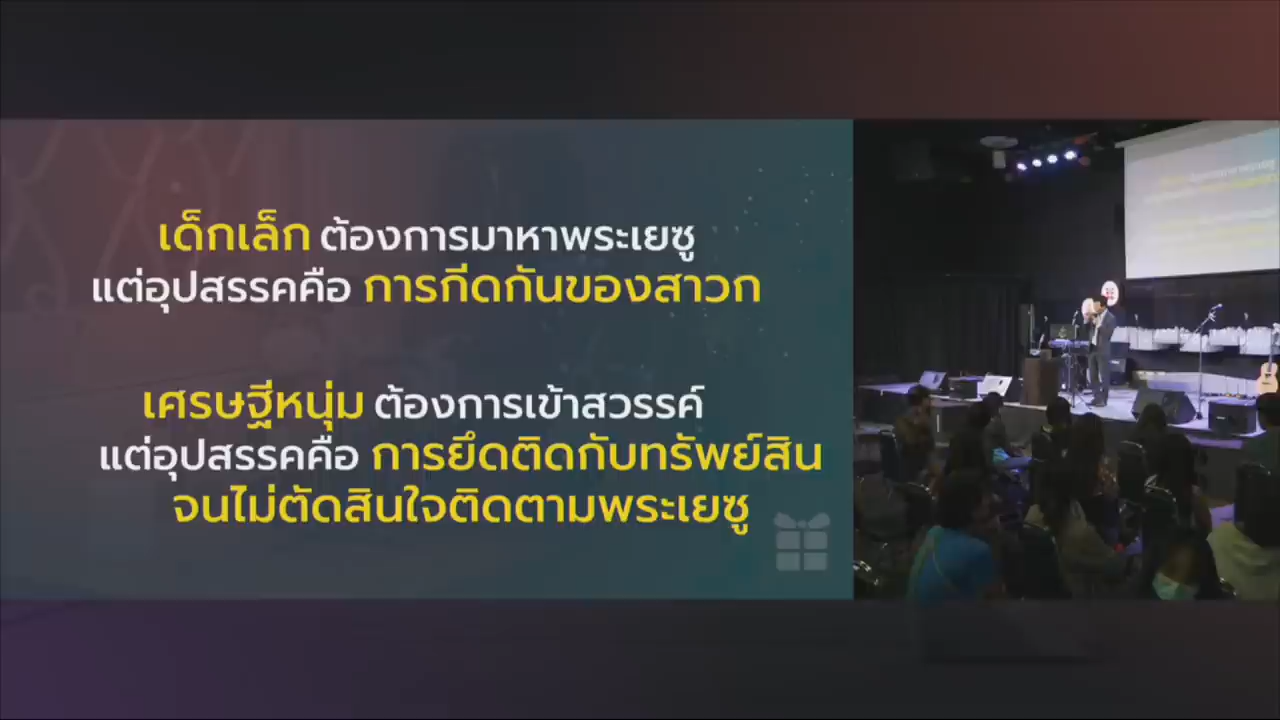 เด็กเล็ก ต้องการมาหาพระเยซู
แต่อุปสรรคคือ การกีดกันของสาวก
เศรษฐีหนุ่ม ต้องการเข้าสวรรค์
แต่อุปสรรคคือ การยึดติดกับทรัพย์สิน
จนไม่ตัดสินใจติดตามพระเยซู